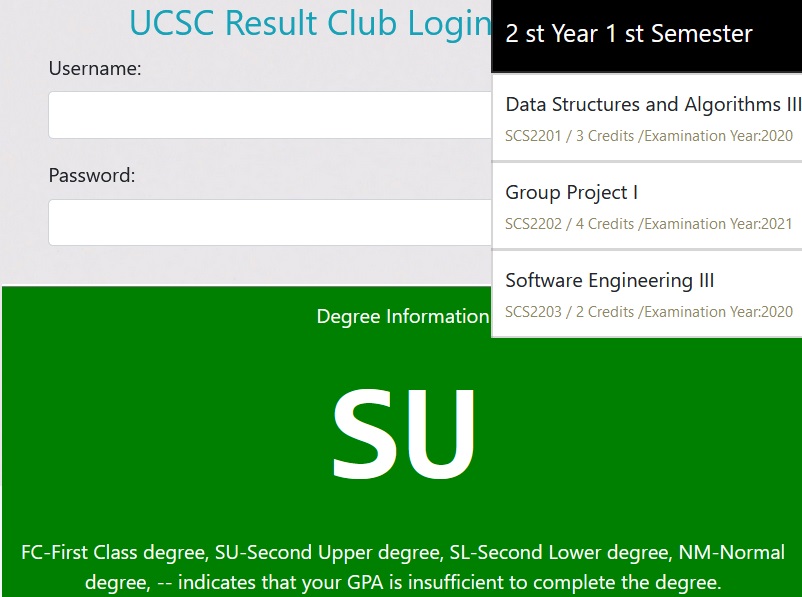 UCSC Result Club Login
Username:
Password:
2 st Year 1 st Semester
Data Structures and Algorithms III
SCS2201 / 3 Credits /Examination Year:2020
Group Project I
SCS2202 / 4 Credits /Examination Year:2021
Software Engineering III
SCS2203 / 2 Credits /Examination Year:2020
Degree Information
SU
FC-First Class degree, SU-Second Upper degree, SL-Second Lower degree, NM-Normal
degree, -- indicates that your GPA is insufficient to complete the degree.